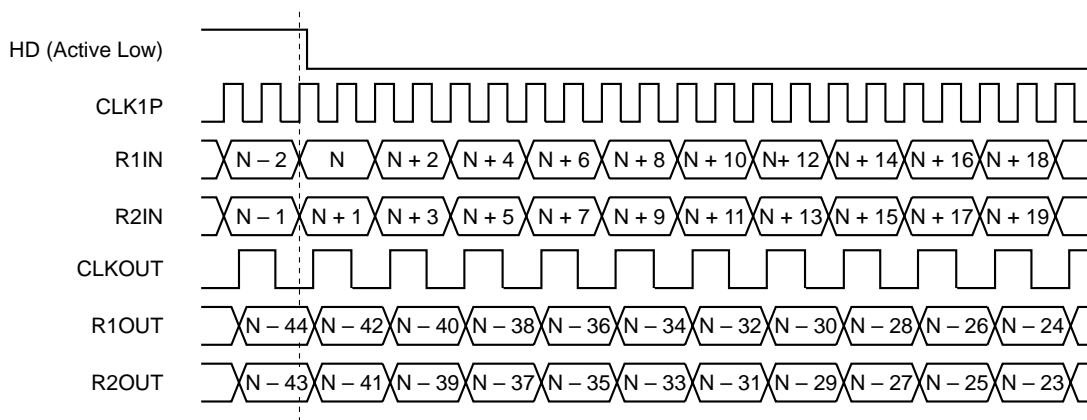 HD (Active Low)
CLK1P
R1IN N – 2 N N + 2 N + 4 N + 6 N + 8 N + 10 N+ 12 N + 14 N + 16 N + 18
R2IN N – 1 N + 1 N + 3 N + 5 N + 7 N + 9 N + 11 N + 13 N + 15 N + 17 N + 19
CLKOUT
R1OUT N – 44 N – 42 N – 40 N – 38 N – 36 N – 34 N – 32 N – 30 N – 28 N – 26 N – 24
R2OUT N – 43 N – 41 N – 39 N – 37 N – 35 N – 33 N – 31 N – 29 N – 27 N – 25 N – 23